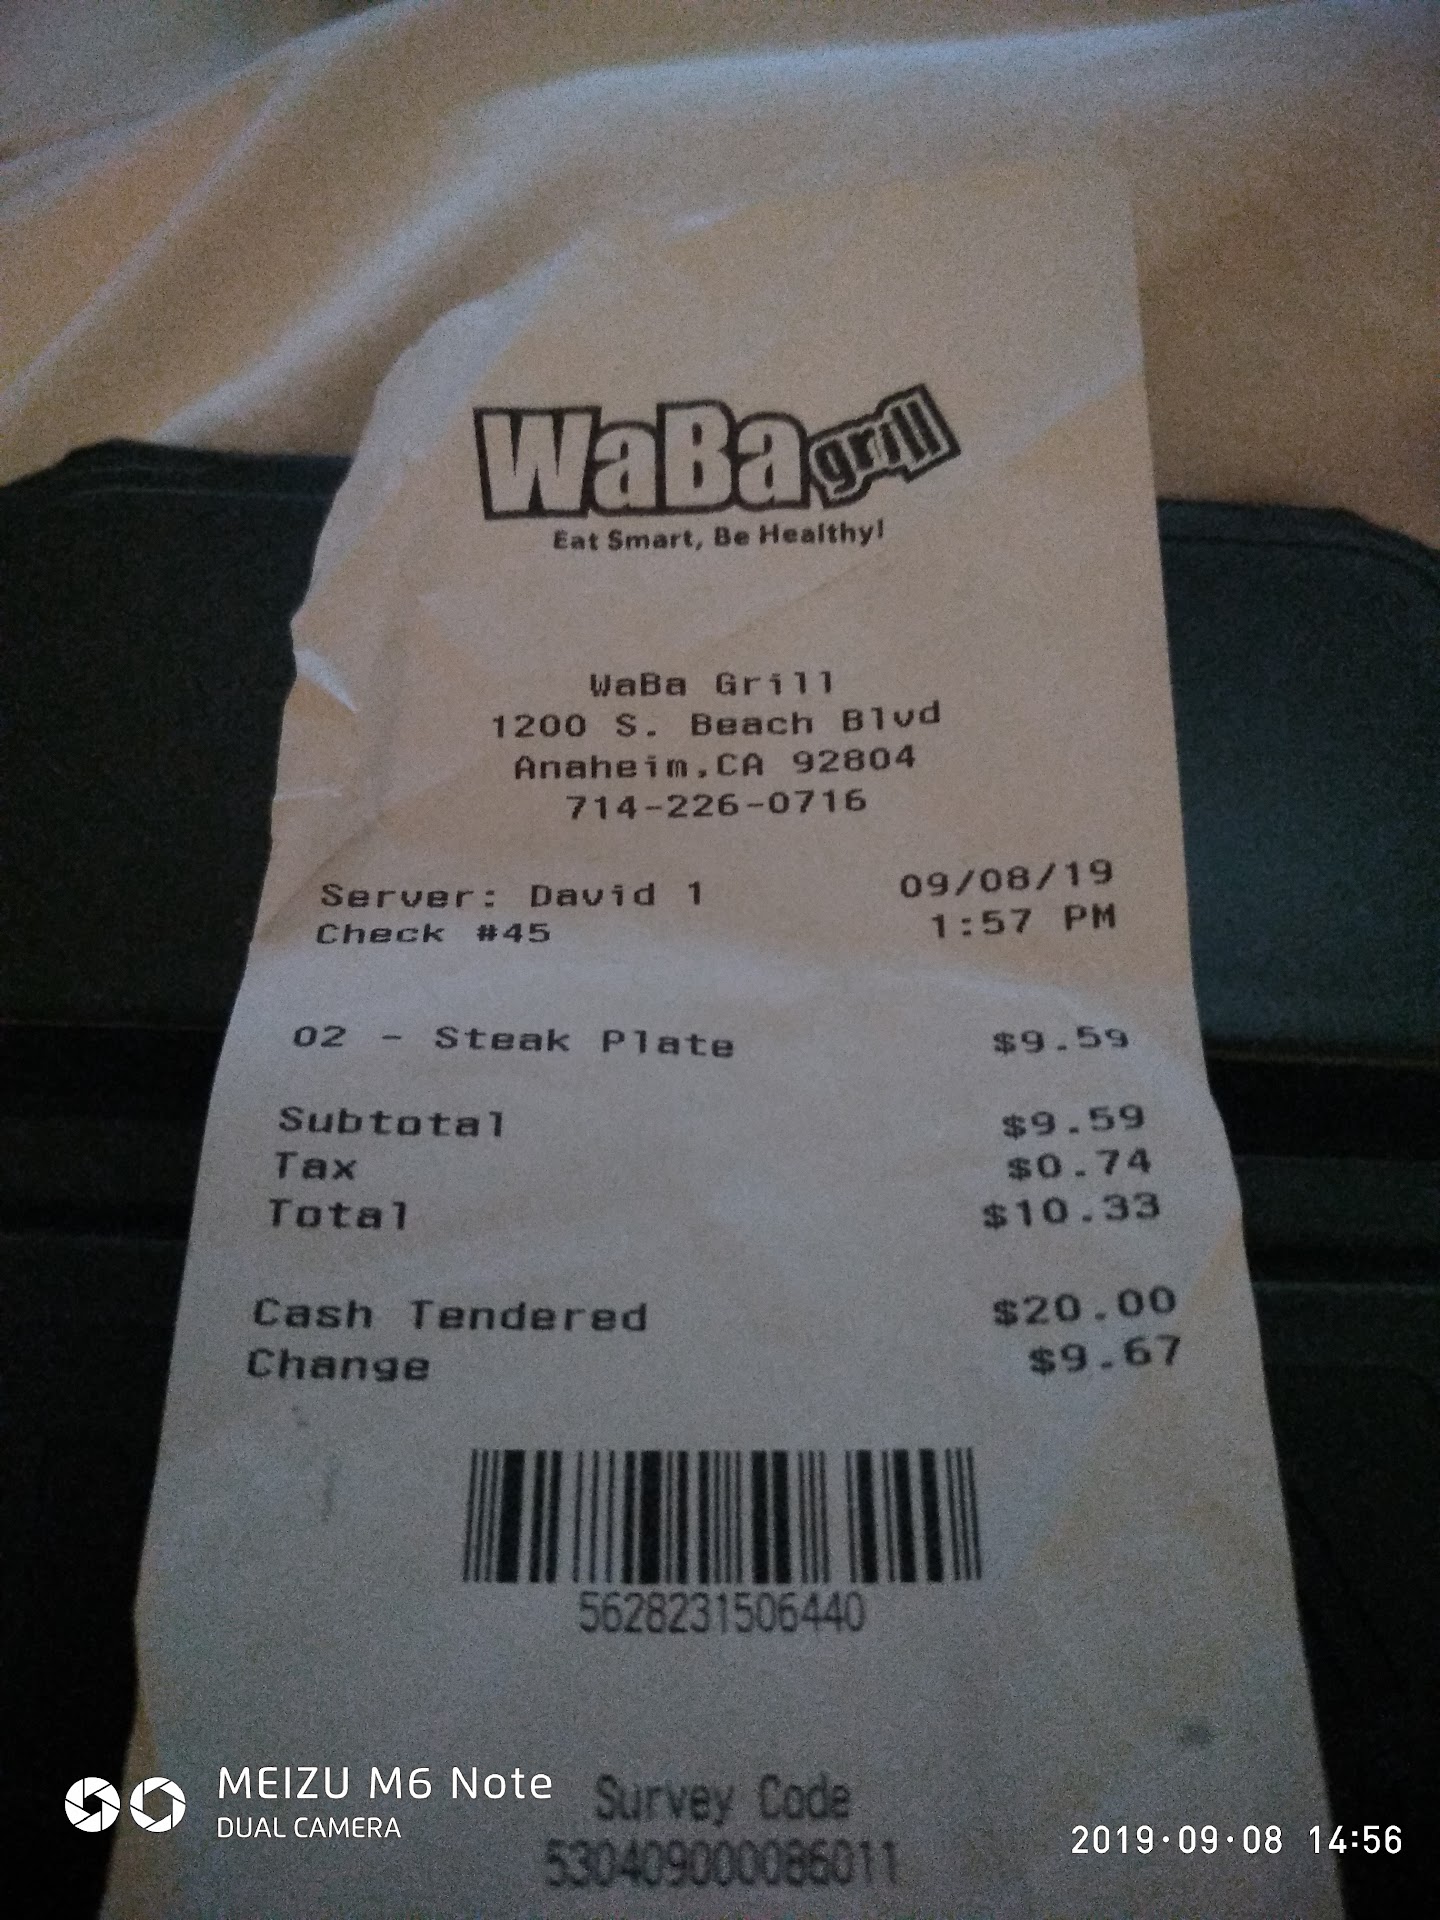 WaBa grill
Eat Smart, Be Healthy!
WaBa Grill
1200 S. Beach Blvd
Anaheim,CA 92804
714-226-0716
Server: David 1 09/08/19
Check #45 1:57 PM
02 - Steak Plate $9.59
Subtotal $9.59
Tax $0.74
Total $10.33
Cash Tendered $20.00
Change $9.67
5628231506440
Survey Code
530409000086011
MEIZU M6 Note
DUAL CAMERA
2019·09·08 14:56